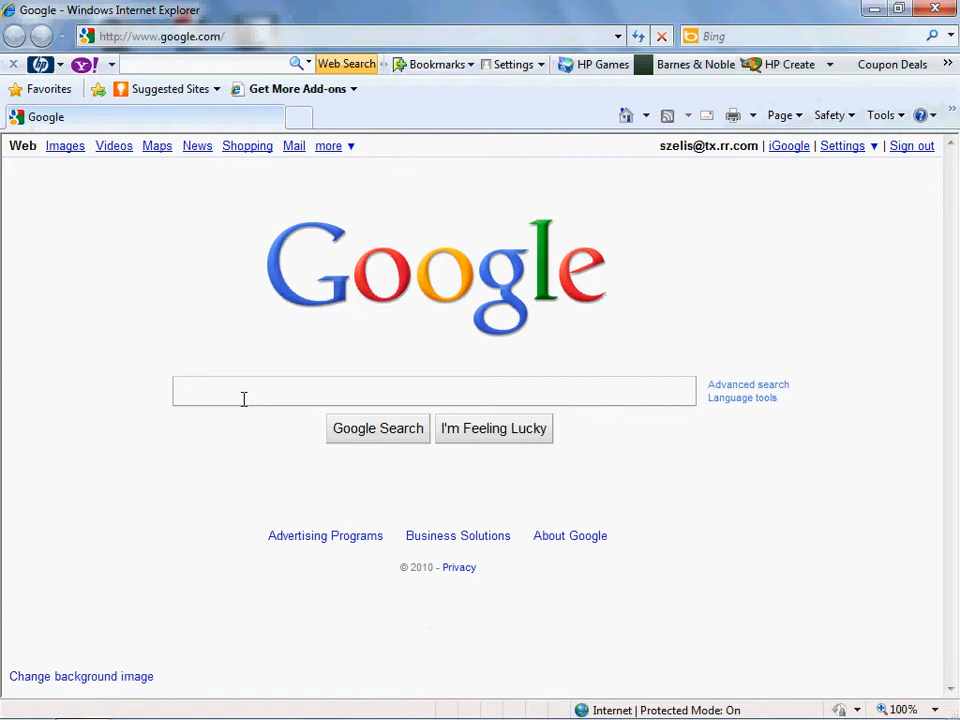 Google - Windows Internet Explorer
http://www.google.com/
Bing
hp Y! Web Search Bookmarks Settings HP Games Barnes & Noble HP Create Coupon Deals
Favorites Suggested Sites Get More Add-ons
Google
Page Safety Tools
Web Images Videos Maps News Shopping Mail more szelis@tx.rr.com | iGoogle | Settings | Sign out
Google
Advanced search
Language tools
Google Search I'm Feeling Lucky
Advertising Programs Business Solutions About Google
© 2010 - Privacy
Change background image
Internet | Protected Mode: On 100%